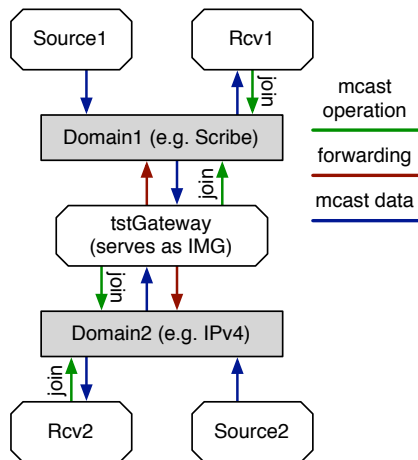 Source1
Rcv1
join
mcast
operation
forwarding
mcast data
Domain1 (e.g. Scribe)
join
tstGateway
(serves as IMG)
join
Domain2 (e.g. IPv4)
join
Rcv2
Source2